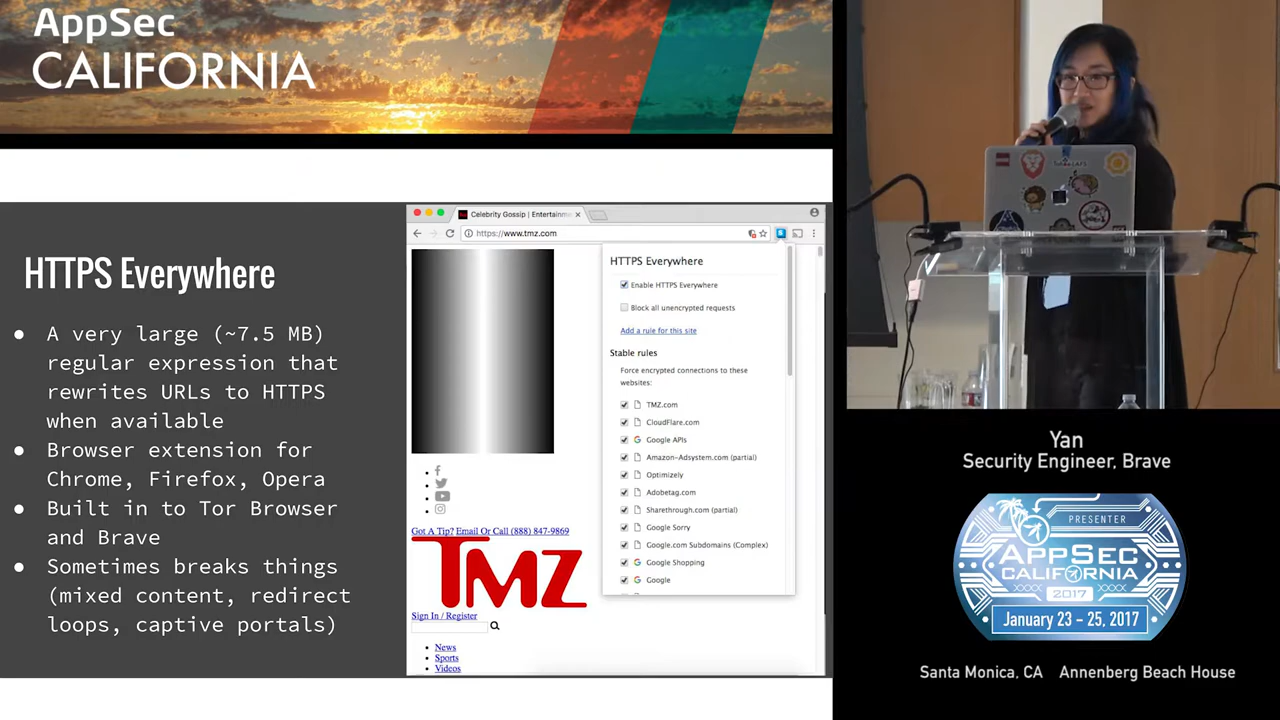 AppSec
CALIFORNIA
HTTPS Everywhere
● A very large (~7.5 MB)
regular expression that
rewrites URLs to HTTPS
when available
● Browser extension for
Chrome, Firefox, Opera
● Built in to Tor Browser
and Brave
● Sometimes breaks things
(mixed content, redirect
loops, captive portals)
Celebrity Gossip | Entertainme
https://www.tmz.com
HTTPS Everywhere
Enable HTTPS Everywhere
Block all unencrypted requests
Add a rule for this site
Stable rules
Force encrypted connections to these
websites:
TMZ.com
CloudFlare.com
Google APIs
Amazon-Adsystem.com (partial)
Optimizely
Adobetag.com
Sharethrough.com (partial)
Google Sorry
Google.com Subdomains (Complex)
Google Shopping
Google
Got A Tip? Email Or Call (888) 847-9869
TMZ
Sign In / Register
News
Sports
Videos
Yan
Security Engineer, Brave
PRESENTER
APPSEC
CALIFORNIA
2017
January 23 - 25, 2017
Santa Monica, CA Annenberg Beach House